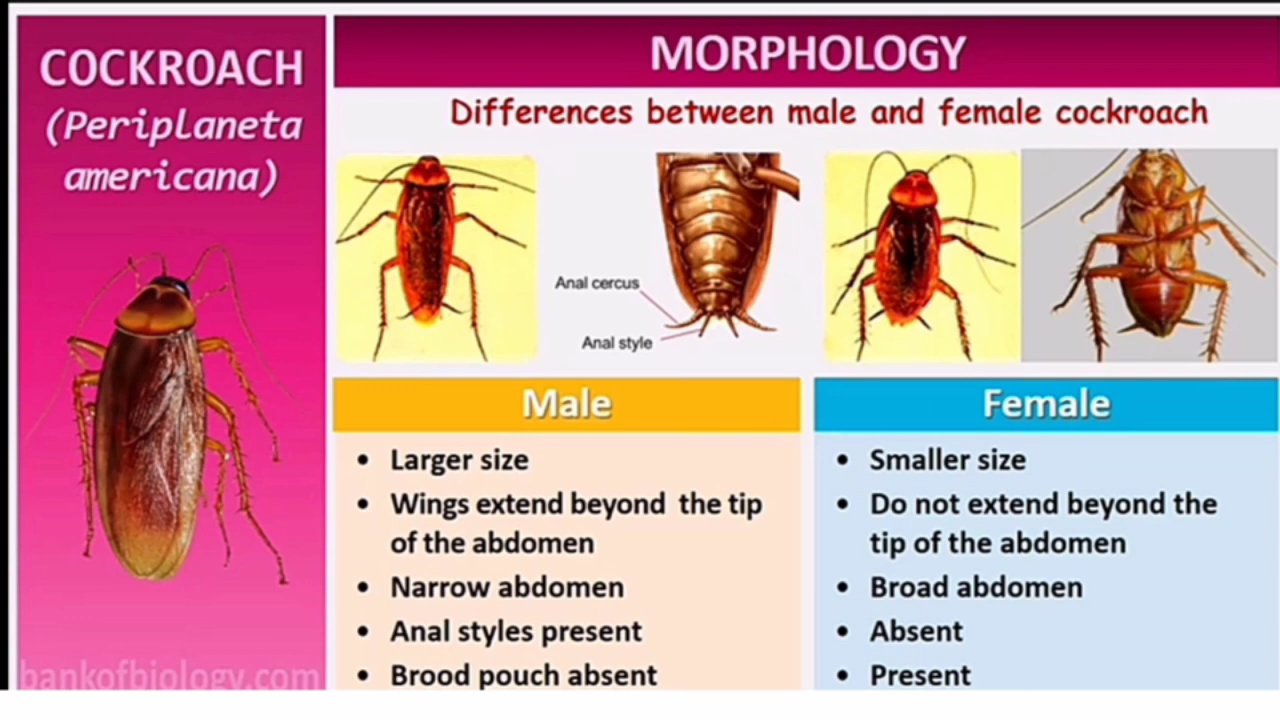 COCKROACH
(Periplaneta
americana)
bankofbiology.com
MORPHOLOGY
Differences between male and female cockroach
Anal cercus
Anal style
Male
• Larger size
• Wings extend beyond the tip
of the abdomen
• Narrow abdomen
• Anal styles present
• Brood pouch absent
Female
• Smaller size
• Do not extend beyond the
tip of the abdomen
• Broad abdomen
• Absent
• Present